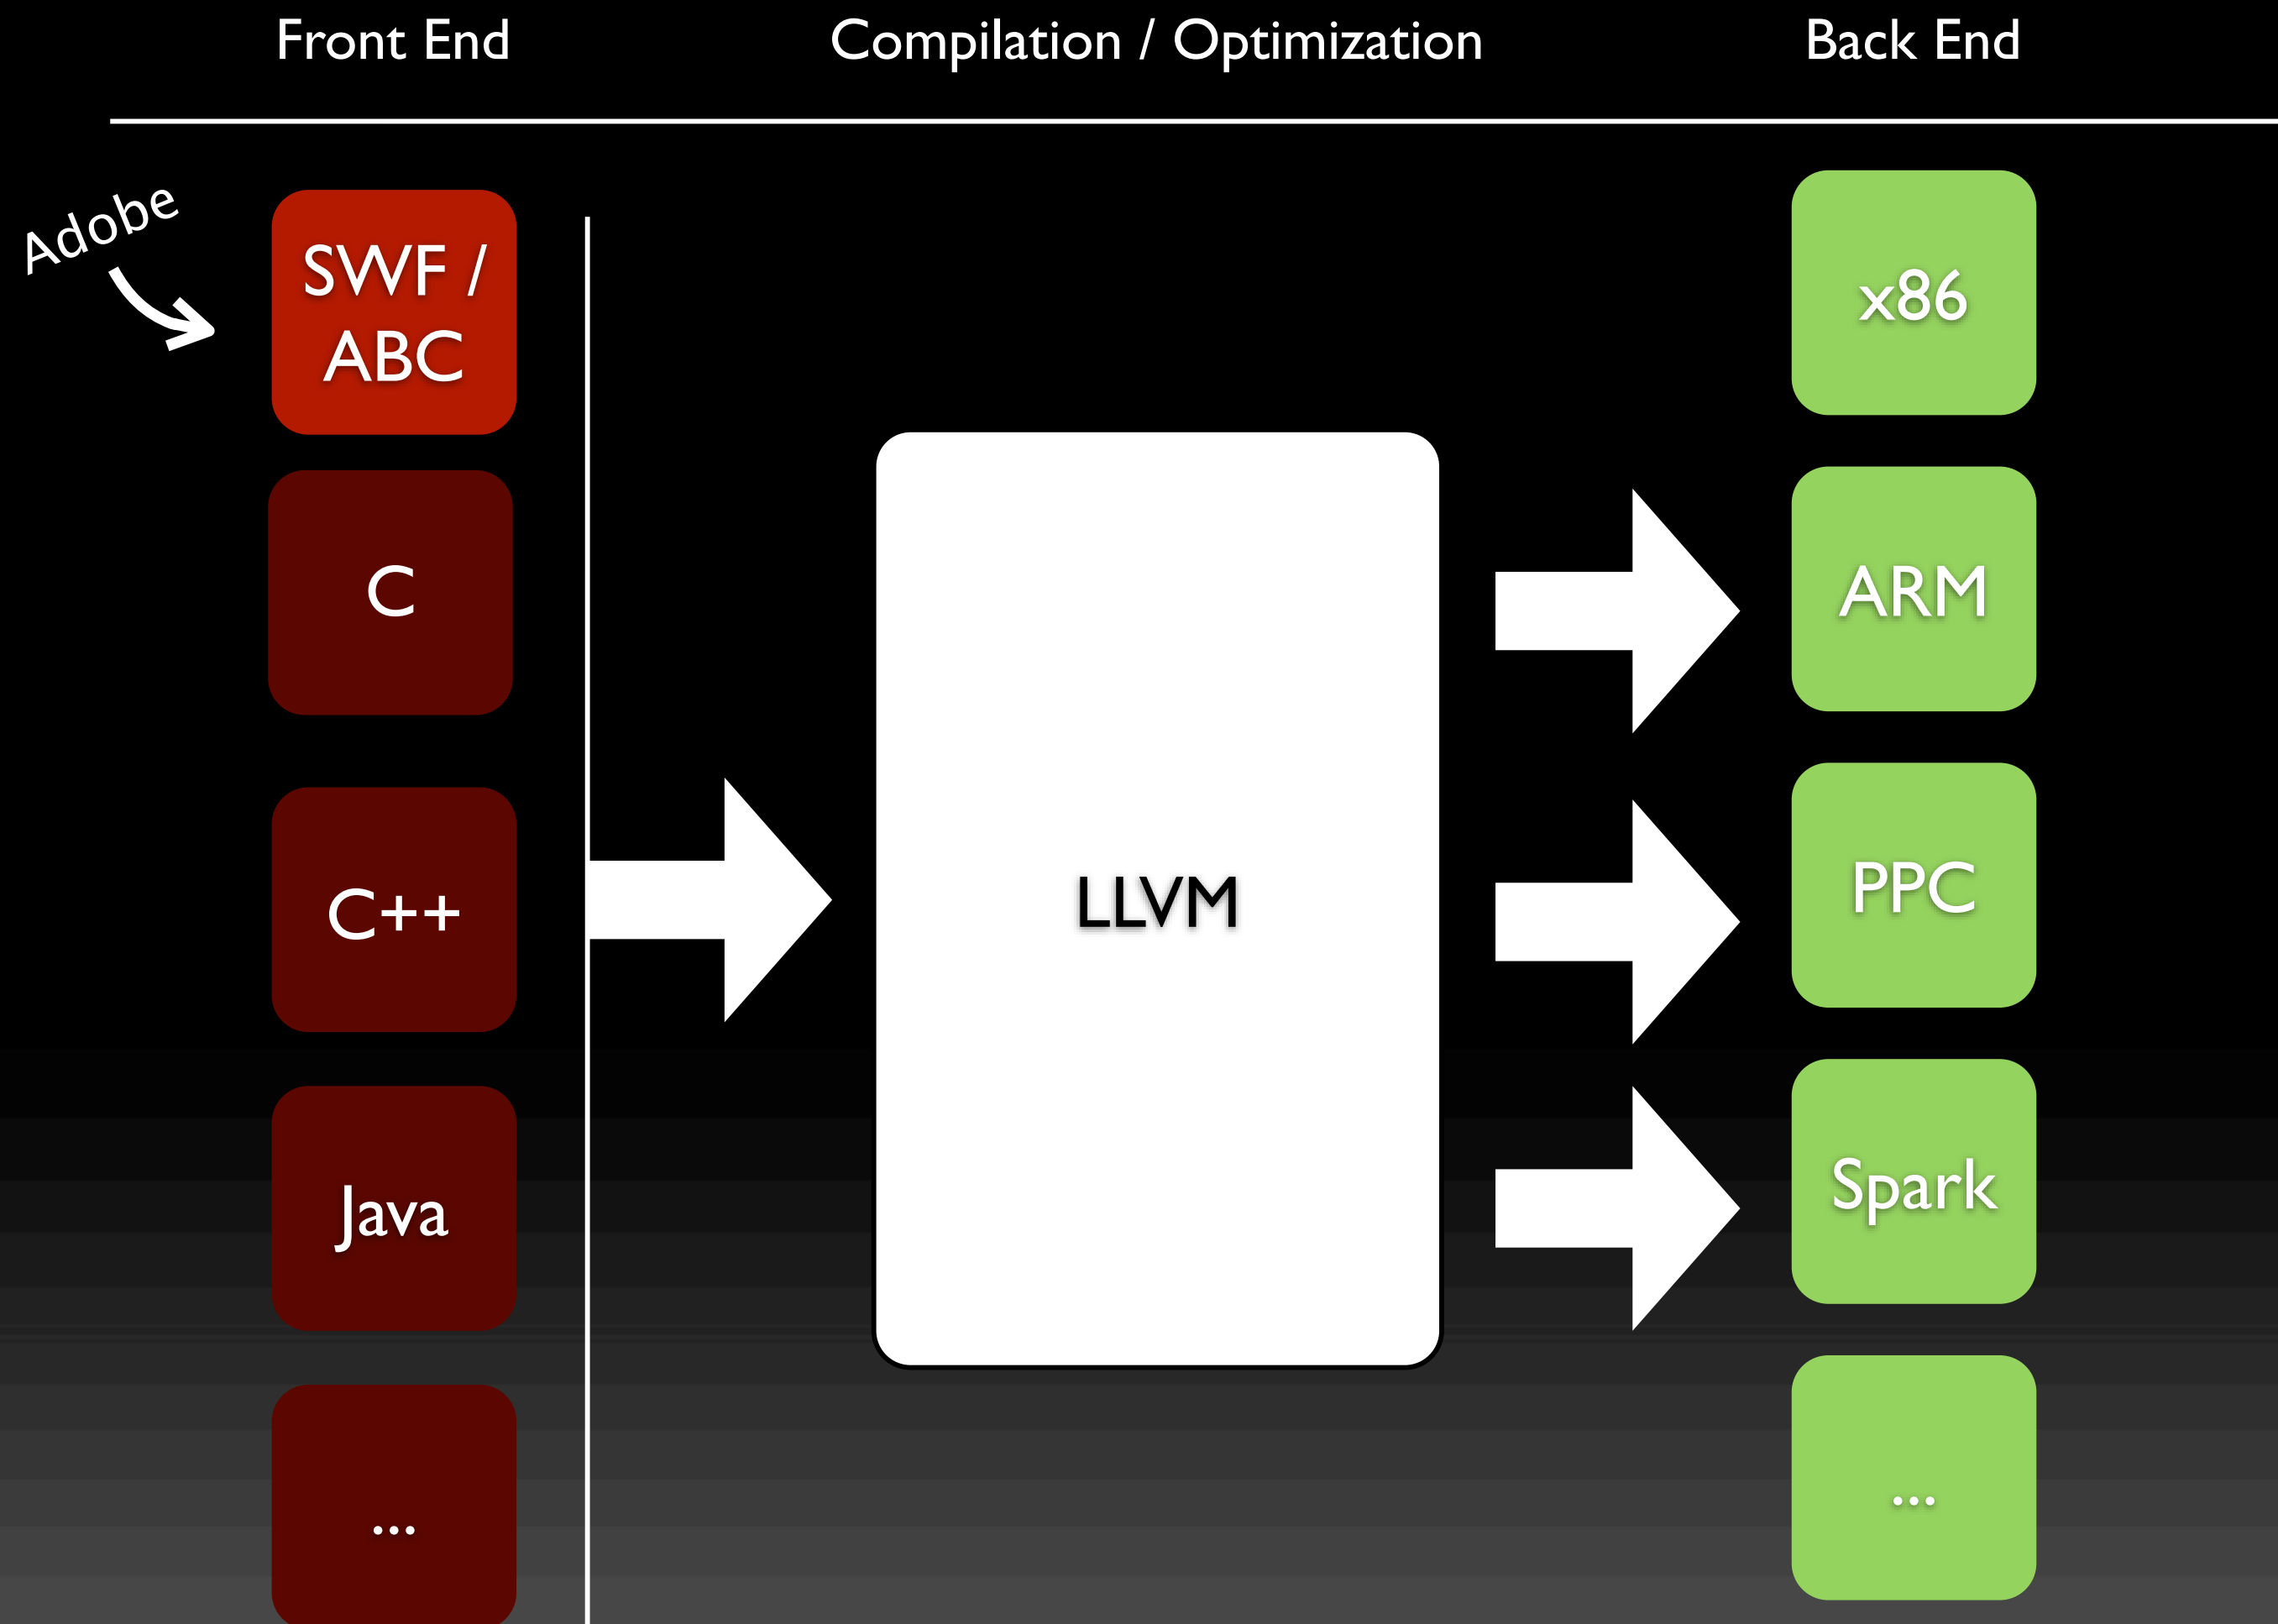 Front End
Compilation / Optimization
Back End
Adobe
SWF /
ABC
C
C++
Java
...
LLVM
x86
ARM
PPC
Spark
...